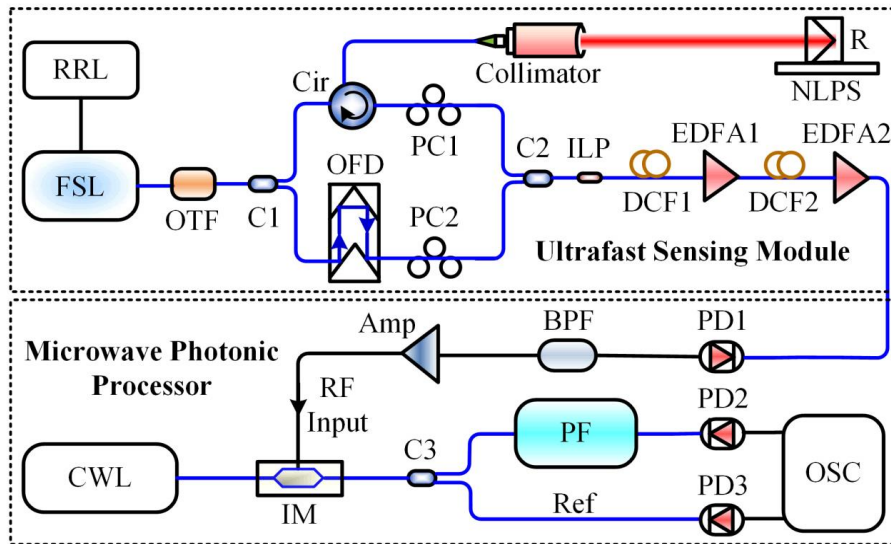 RRL
FSL
OTF
C1
Cir
OFD
PC1
PC2
Collimator
R
NLPS
C2
ILP
DCF1
EDFA1
DCF2
EDFA2
Ultrafast Sensing Module
Microwave Photonic
Processor
Amp
BPF
PD1
RF
Input
CWL
IM
C3
PF
Ref
PD2
PD3
OSC